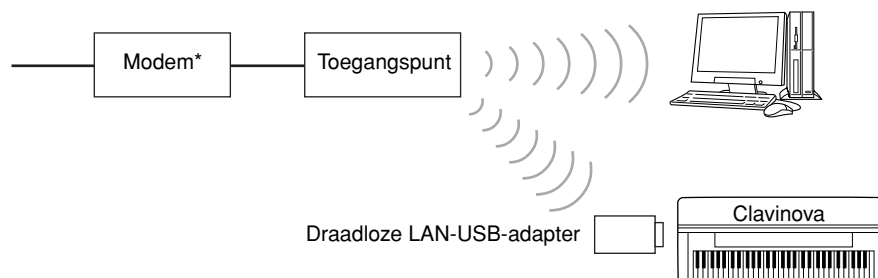 Modem*
Toegangspunt
Clavinova
Draadloze LAN-USB-adapter